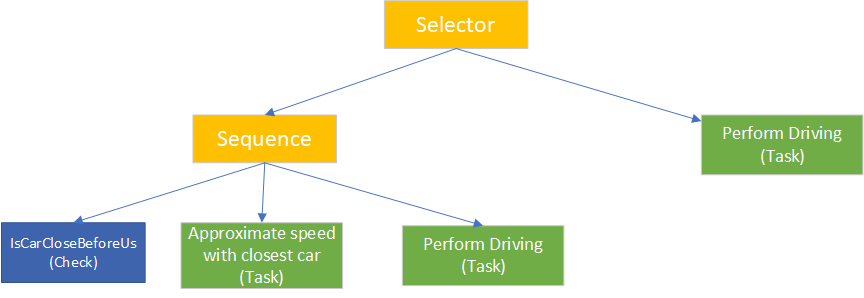 Selector
Sequence
Perform Driving
(Task)
IsCarCloseBeforeUs
(Check)
Approximate speed
with closest car
(Task)
Perform Driving
(Task)